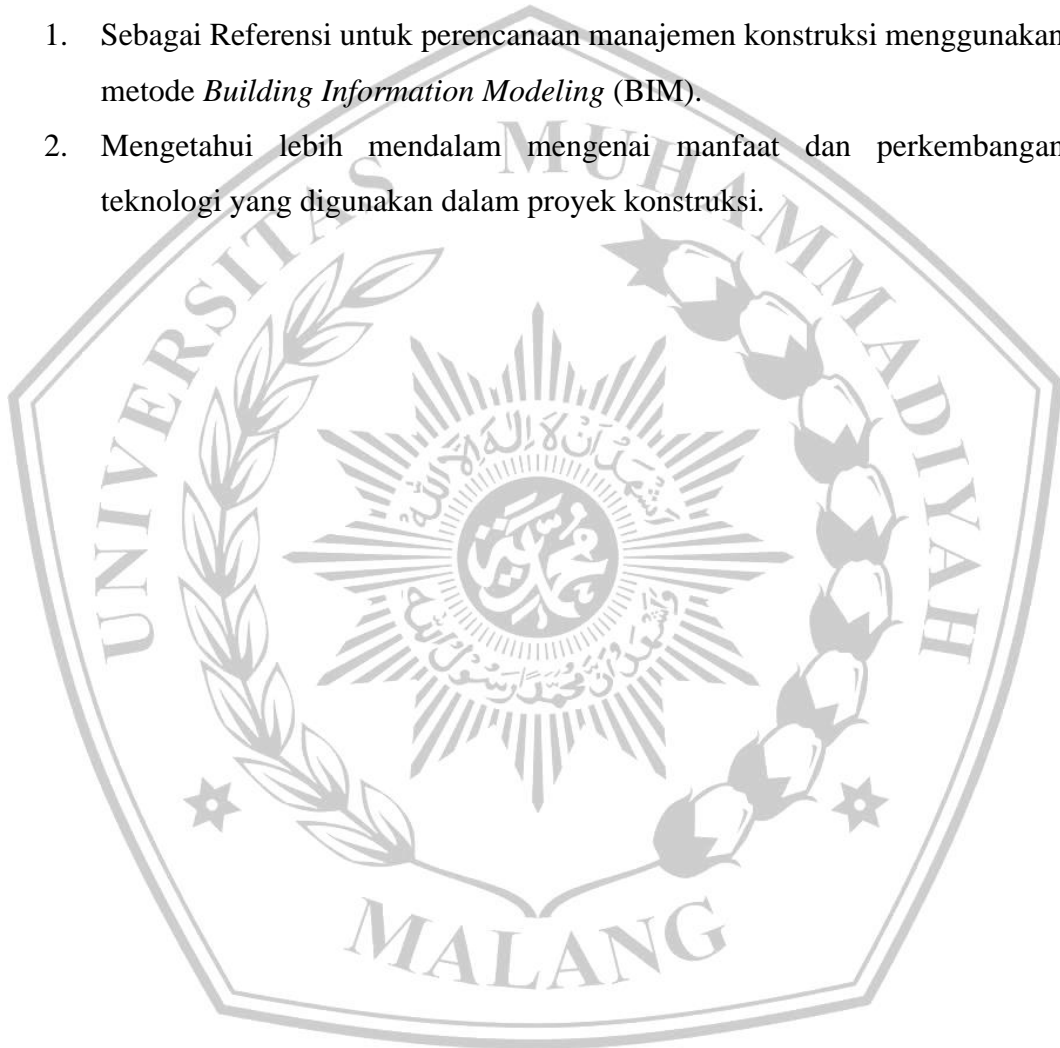 1. Sebagai Referensi untuk perencanaan manajemen konstruksi menggunakan
metode Building Information Modeling (BIM).
2. Mengetahui lebih mendalam mengenai manfaat dan perkembangan
teknologi yang digunakan dalam proyek konstruksi.
UNIVERSITAS MUHAMMADIYAH
MALANG